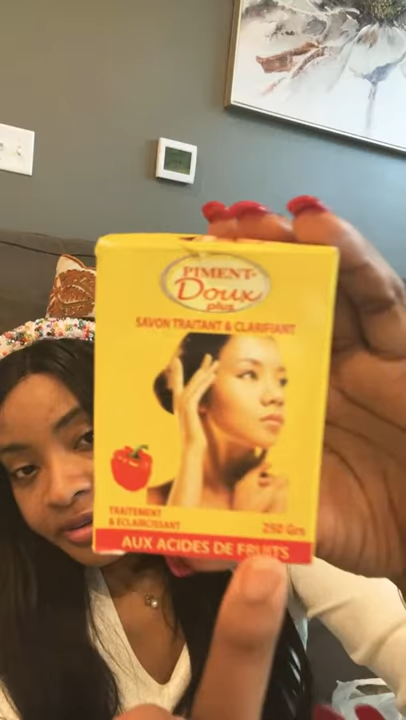 PIMENT-
Doux
plus
SAVON TRAITANT & CLARIFIANT
TRAITEMENT
& ECLAIRCISSANT
250 Grs
AUX ACIDES DE FRUITS